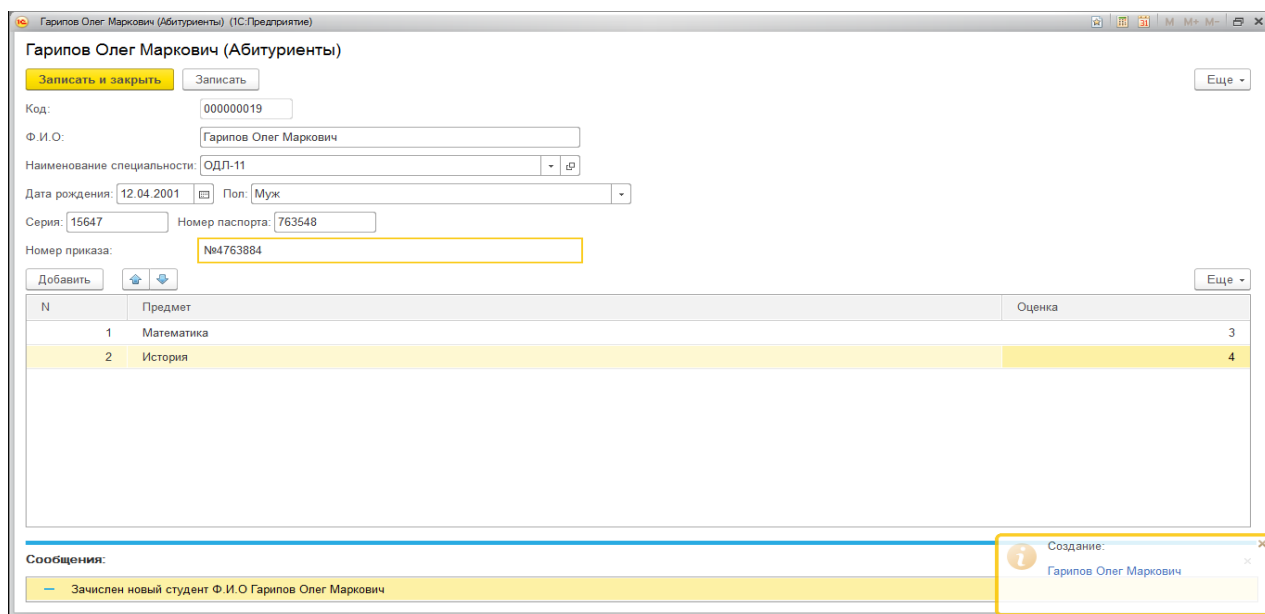 Гарипов Олег Маркович (Абитуриенты) (1С:Предприятие) M M+ M-
Гарипов Олег Маркович (Абитуриенты)
Записать и закрыть Записать Еще
Код: 000000019
Ф.И.О: Гарипов Олег Маркович
Наименование специальности: ОДЛ-11
Дата рождения: 12.04.2001 Пол: Муж
Серия: 15647 Номер паспорта: 763548
Номер приказа: №4763884
Добавить Еще
N Предмет Оценка
1 Математика 3
2 История 4
Сообщения:
Зачислен новый студент Ф.И.О Гарипов Олег Маркович
Создание:
Гарипов Олег Маркович